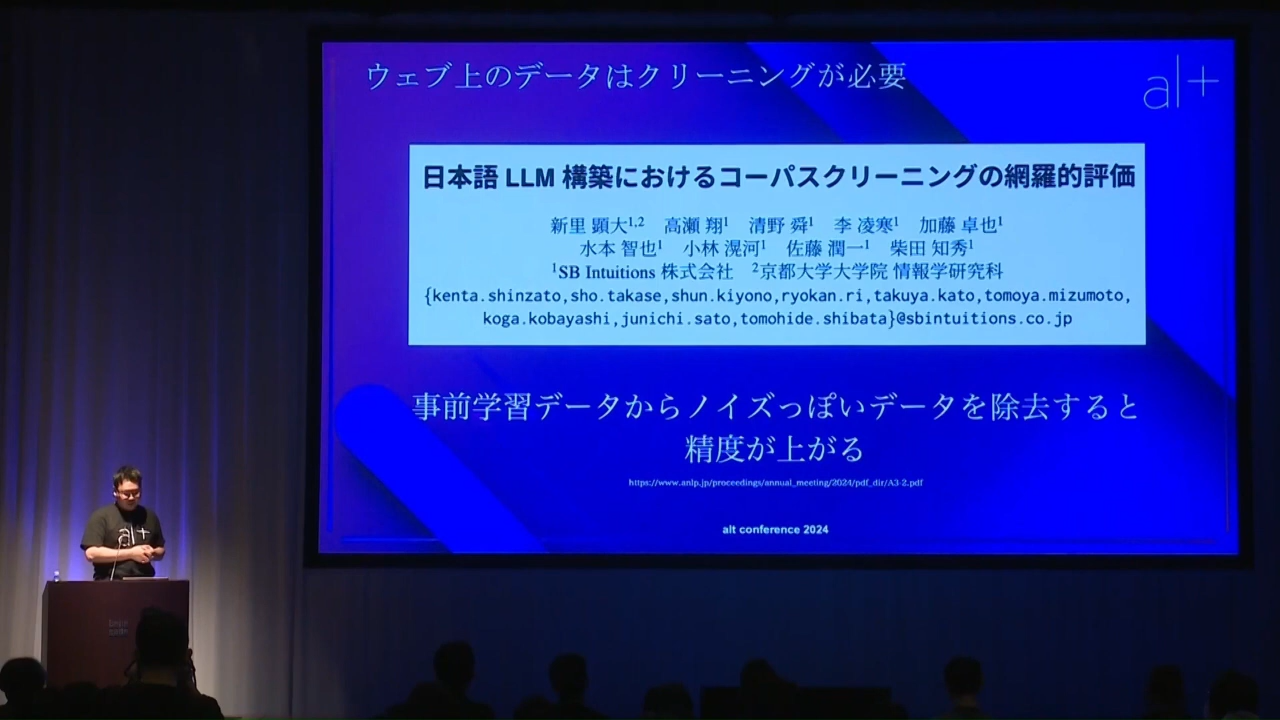 ウェブ上のデータはクリーニングが必要
al+
日本語 LLM 構築におけるコーパスクリーニングの網羅的評価
新里 顕大1,2 高瀬 翔1 清野 舜1 李 凌寒1 加藤 卓也1
水本 智也1 小林 滉河1 佐藤 潤一1 柴田 知秀1
1SB Intuitions 株式会社 2京都大学大学院 情報学研究科
{kenta.shinzato,sho.takase,shun.kiyono,ryokan.ri,takuya.kato,tomoya.mizumoto,
koga.kobayashi,junichi.sato,tomohide.shibata}@sbintuitions.co.jp
事前学習データからノイズっぽいデータを除去すると
精度が上がる
https://www.anlp.jp/proceedings/annual_meeting/2024/pdf_dir/A3-2.pdf
alt conference 2024
al+